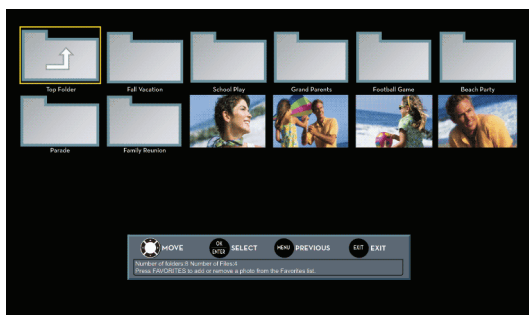 Top Folder Fall Vacation School Play Grand Parents Football Game Beach Party
Parade Family Reunion
MOVE OK ENTER SELECT MENU PREVIOUS EXIT EXIT
Number of folders:8 Number of Files:4
Press FAVORITES to add or remove a photo from the Favorites list.